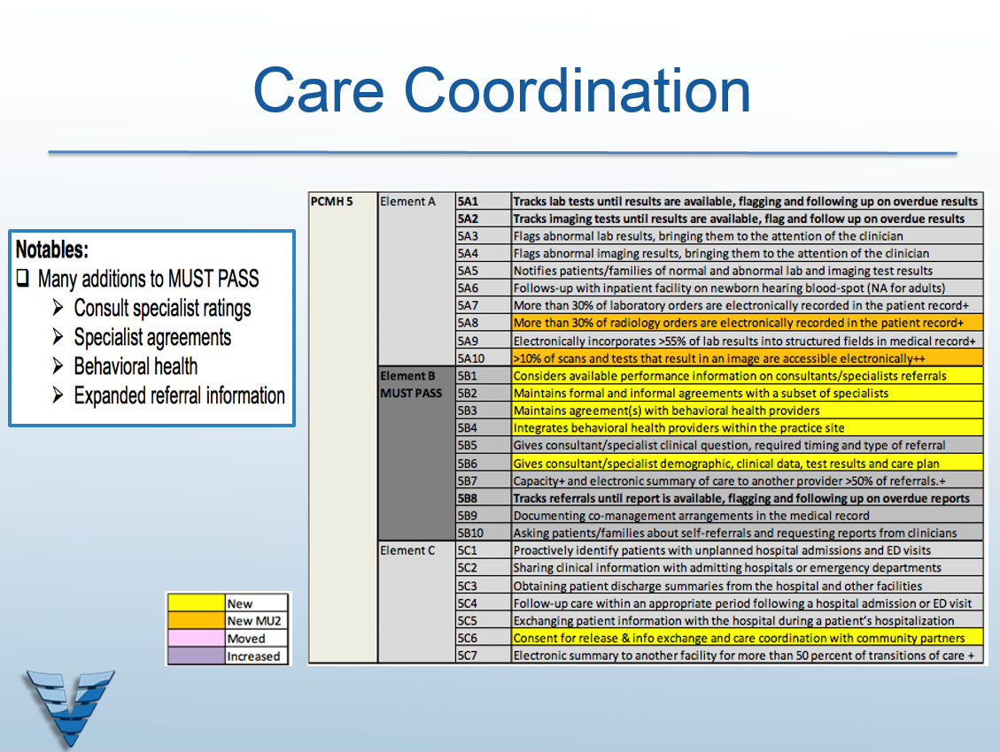 Care Coordination
Notables:
Many additions to MUST PASS
Consult specialist ratings
Specialist agreements
Behavioral health
Expanded referral information
PCMH 5 Element A 5A1 Tracks lab tests until results are available, flagging and following up on overdue results
5A2 Tracks imaging tests until results are available, flag and follow up on overdue results
5A3 Flags abnormal lab results, bringing them to the attention of the clinician
5A4 Flags abnormal imaging results, bringing them to the attention of the clinician
5A5 Notifies patients/families of normal and abnormal lab and imaging test results
5A6 Follows-up with inpatient facility on newborn hearing blood-spot (NA for adults)
5A7 More than 30% of laboratory orders are electronically recorded in the patient record+
5A8 More than 30% of radiology orders are electronically recorded in the patient record+
5A9 Electronically incorporates >55% of lab results into structured fields in medical record+
5A10 >10% of scans and tests that result in an image are accessible electronically++
Element B 5B1 Considers available performance information on consultants/specialists referrals
MUST PASS 5B2 Maintains formal and informal agreements with a subset of specialists
5B3 Maintains agreement(s) with behavioral health providers
5B4 Integrates behavioral health providers within the practice site
5B5 Gives consultant/specialist clinical question, required timing and type of referral
5B6 Gives consultant/specialist demographic, clinical data, test results and care plan
5B7 Capacity+ and electronic summary of care to another provider >50% of referrals.+
5B8 Tracks referrals until report is available, flagging and following up on overdue reports
5B9 Documenting co-management arrangements in the medical record
5B10 Asking patients/families about self-referrals and requesting reports from clinicians
Element C 5C1 Proactively identify patients with unplanned hospital admissions and ED visits
5C2 Sharing clinical information with admitting hospitals or emergency departments
5C3 Obtaining patient discharge summaries from the hospital and other facilities
5C4 Follow-up care within an appropriate period following a hospital admission or ED visit
5C5 Exchanging patient information with the hospital during a patient's hospitalization
5C6 Consent for release & info exchange and care coordination with community partners
5C7 Electronic summary to another facility for more than 50 percent of transitions of care +
New
New MU2
Moved
Increased